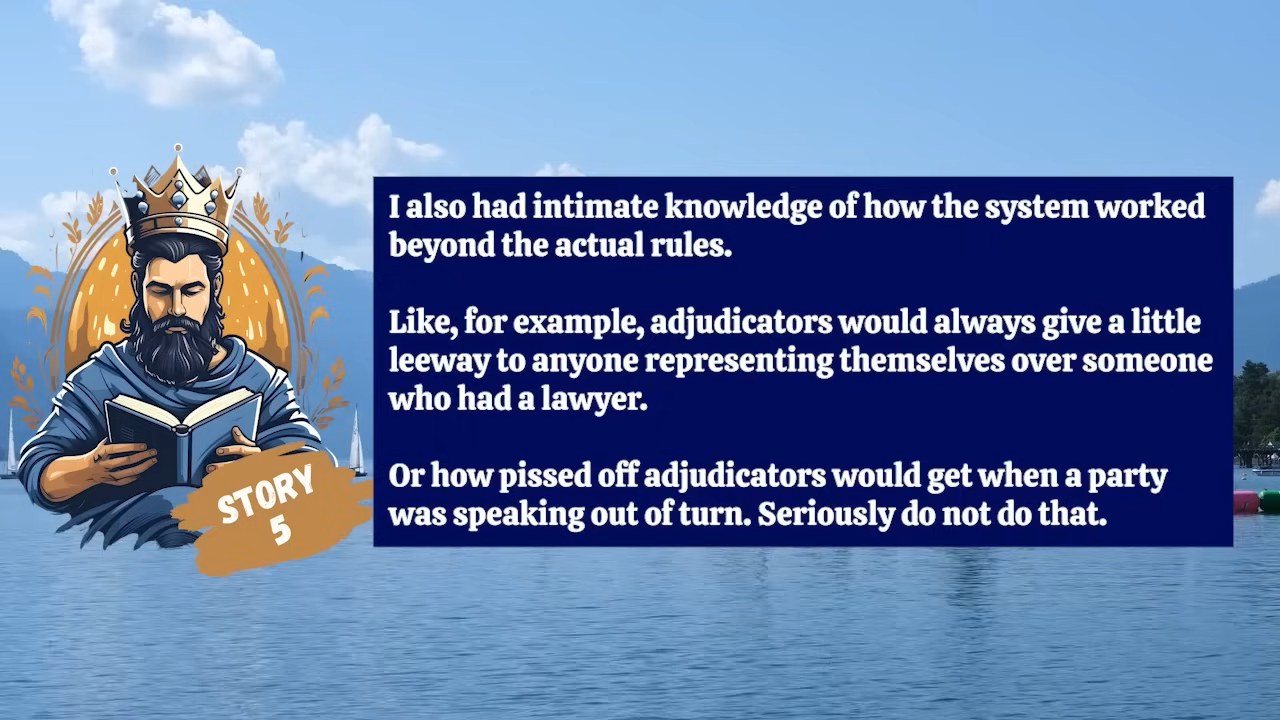 I also had intimate knowledge of how the system worked
beyond the actual rules.
Like, for example, adjudicators would always give a little
leeway to anyone representing themselves over someone
who had a lawyer.
Or how pissed off adjudicators would get when a party
was speaking out of turn. Seriously do not do that.
STORY
5